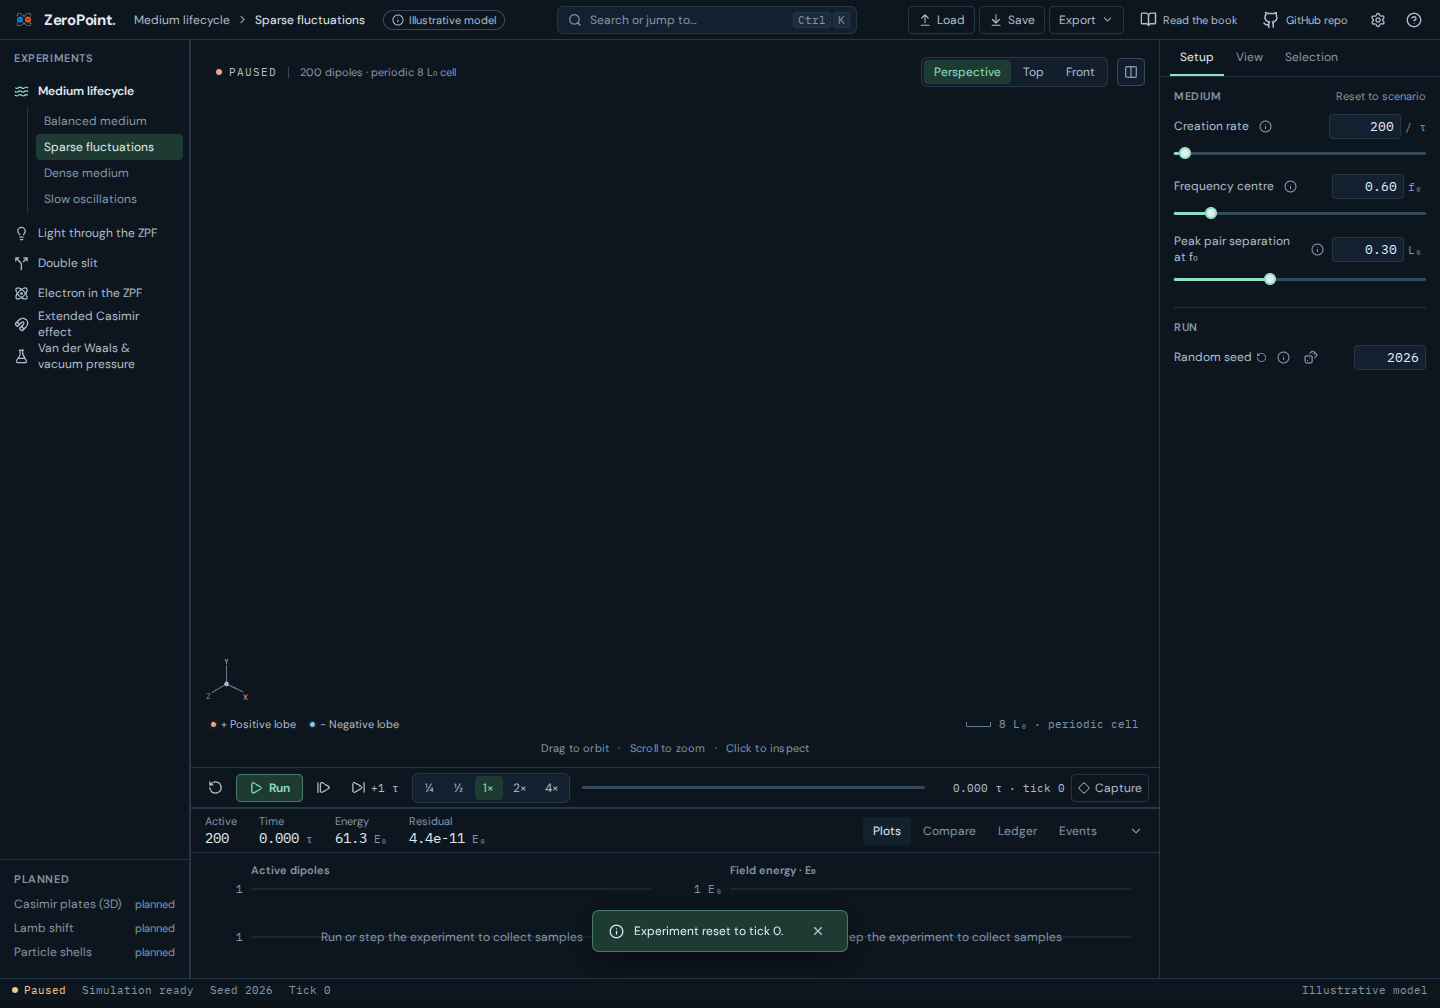 ZeroPoint.
Medium lifecycle > Sparse fluctuations
Illustrative model
Search or jump to...
Ctrl K
Load
Save
Export
Read the book
GitHub repo
EXPERIMENTS
Medium lifecycle
Balanced medium
Sparse fluctuations
Dense medium
Slow oscillations
Light through the ZPF
Double slit
Electron in the ZPF
Extended Casimir
effect
Van der Waals &
vacuum pressure
PLANNED
Casimir plates (3D) planned
Lamb shift planned
Particle shells planned
PAUSED
200 dipoles · periodic 8 L₀ cell
Perspective Top Front
Y
Z X
+ Positive lobe − Negative lobe
8 L₀ · periodic cell
Drag to orbit · Scroll to zoom · Click to inspect
Run
+1 τ
¼ ½ 1× 2× 4×
0.000 τ · tick 0
Capture
Active Time Energy Residual
200 0.000 τ 61.3 E₀ 4.4e-11 E₀
Plots Compare Ledger Events
Active dipoles
1
1
Run or step the experiment to collect samples
Field energy · E₀
1 E₀
ep the experiment to collect samples
Experiment reset to tick 0.
Setup View Selection
MEDIUM
Reset to scenario
Creation rate 200 / τ
Frequency centre 0.60 f₀
Peak pair separation
at f₀
0.30 L₀
RUN
Random seed 2026
Paused Simulation ready Seed 2026 Tick 0
Illustrative model